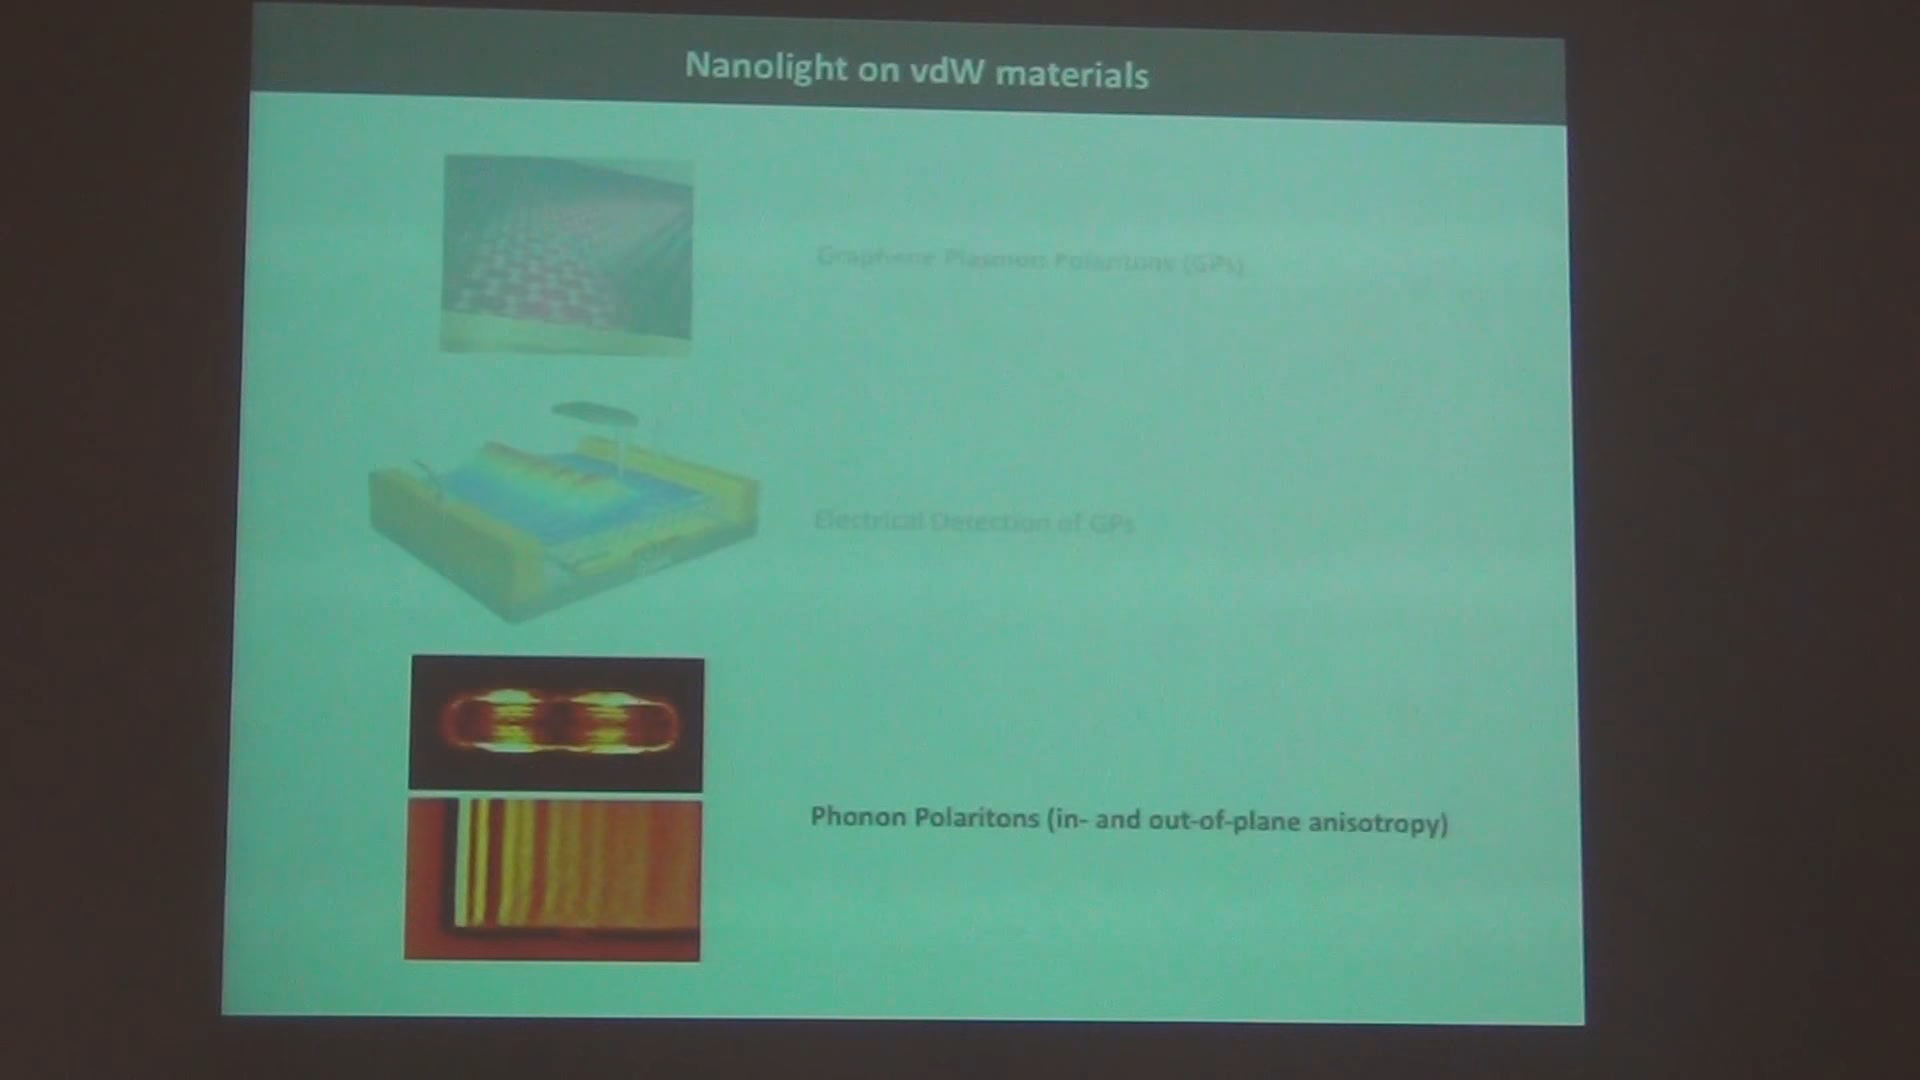 Nanolight on vdW materials
Graphene Plasmon Polaritons (GPs)
Electrical Detection of GPs
Phonon Polaritons (in- and out-of-plane anisotropy)